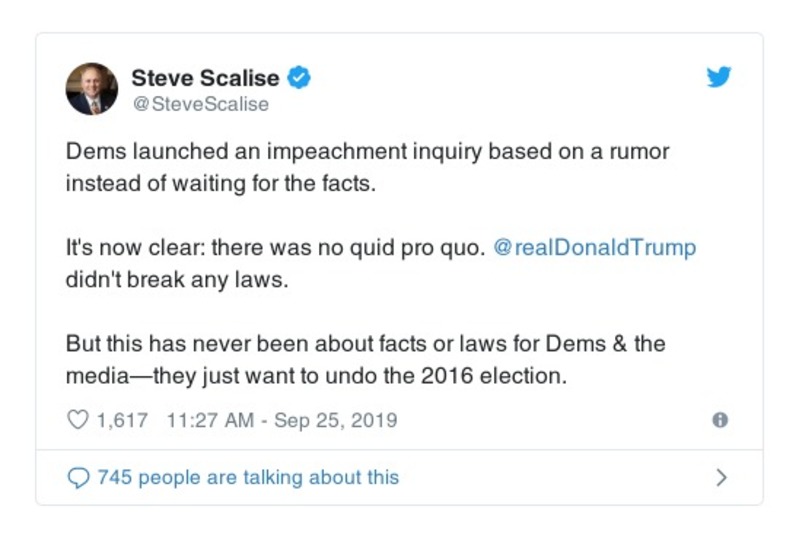 Steve Scalise
@SteveScalise
Dems launched an impeachment inquiry based on a rumor
instead of waiting for the facts.
It's now clear: there was no quid pro quo. @realDonaldTrump
didn't break any laws.
But this has never been about facts or laws for Dems & the
media—they just want to undo the 2016 election.
1,617 11:27 AM - Sep 25, 2019
745 people are talking about this